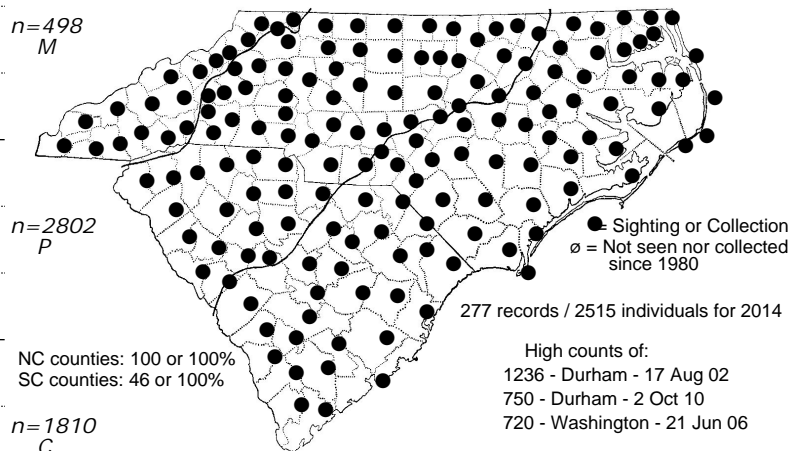 n=498
M
n=2802
P
n=1810
C
● = Sighting or Collection
ø = Not seen nor collected
since 1980
277 records / 2515 individuals for 2014
NC counties: 100 or 100%
SC counties: 46 or 100%
High counts of:
1236 - Durham - 17 Aug 02
750 - Durham - 2 Oct 10
720 - Washington - 21 Jun 06